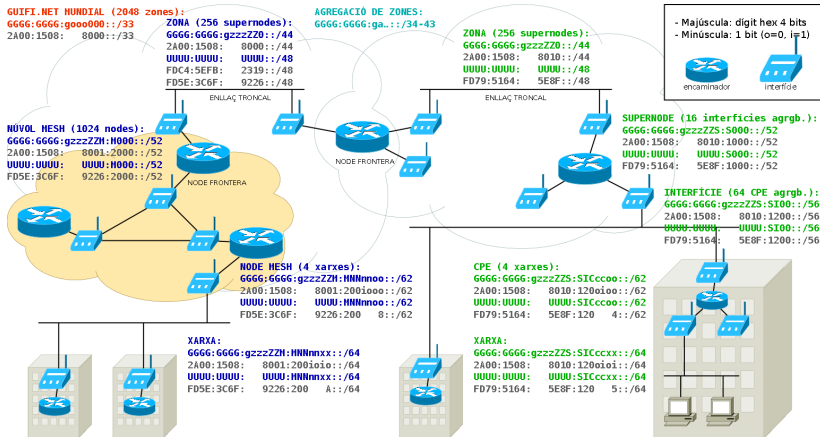 GUIFI.NET MUNDIAL (2048 zones):
GGGG:GGGG:gooo000::/33
2A00:1508:   8000::/33
ZONA (256 supernodes):
GGGG:GGGG:gzzzZZ0::/44
2A00:1508:   8000::/44
UUUU:UUUU:   UUUU::/48
FDC4:5EFB:   2319::/48
FD5E:3C6F:   9226::/48
ENLLAÇ TRONCAL
AGREGACIÓ DE ZONES:
GGGG:GGGG:ga…::/34-43
ZONA (256 supernodes):
GGGG:GGGG:gzzzZZ0::/44
2A00:1508:   8010::/44
UUUU:UUUU:   UUUU::/48
FD79:5164:   5E8F::/48
ENLLAÇ TRONCAL
- Majúscula: dígit hex 4 bits
- Minúscula: 1 bit (o=0, i=1)
encaminador
interfície
NÚVOL MESH (1024 nodes):
GGGG:GGGG:gzzzZZM:M000::/52
2A00:1508:   8001:2000::/52
UUUU:UUUU:   UUUU:M000::/52
FD5E:3C6F:   9226:2000::/52
NODE FRONTERA
NODE FRONTERA
SUPERNODE (16 interfícies agrgb.):
GGGG:GGGG:gzzzZZS:S000::/52
2A00:1508:   8010:1000::/52
UUUU:UUUU:   UUUU:S000::/52
FD79:5164:   5E8F:1000::/52
INTERFÍCIE (64 CPE agrgb.):
GGGG:GGGG:gzzzZZS:SI00::/56
2A00:1508:   8010:1200::/56
UUUU:UUUU:   UUUU:SI00::/56
FD79:5164:   5E8F:1200::/56
NODE MESH (4 xarxes):
GGGG:GGGG:gzzzZZM:MNNnnoo::/62
2A00:1508:   8001:200iooo::/62
UUUU:UUUU:   UUUU:MNNnnoo::/62
FD5E:3C6F:   9226:200   8::/62
CPE (4 xarxes):
GGGG:GGGG:gzzzZZS:SICccoo::/62
2A00:1508:   8010:120oioo::/62
UUUU:UUUU:   UUUU:SICccoo::/62
FD79:5164:   5E8F:120   4::/62
XARXA:
GGGG:GGGG:gzzzZZM:MNNnnxx::/64
2A00:1508:   8001:200ioio::/64
UUUU:UUUU:   UUUU:MNNnnxx::/64
FD5E:3C6F:   9226:200   A::/64
XARXA:
GGGG:GGGG:gzzzZZS:SICccxx::/64
2A00:1508:   8010:120oioi::/64
UUUU:UUUU:   UUUU:SICccxx::/64
FD79:5164:   5E8F:120   5::/64